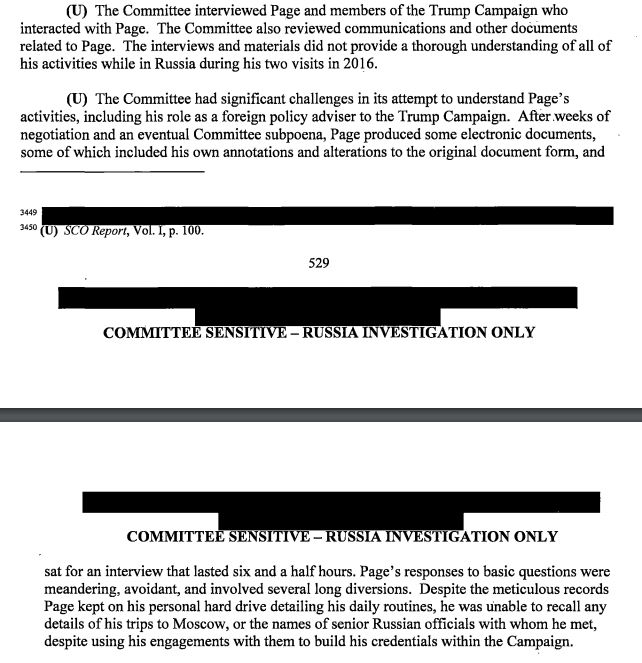 (U) The Committee interviewed Page and members of the Trump Campaign who
interacted with Page. The Committee also reviewed communications and other documents
related to Page. The interviews and materials did not provide a thorough understanding of all of
his activities while in Russia during his two visits in 2016.
(U) The Committee had significant challenges in its attempt to understand Page's
activities, including his role as a foreign policy adviser to the Trump Campaign. After weeks of
negotiation and an eventual Committee subpoena, Page produced some electronic documents,
some of which included his own annotations and alterations to the original document form, and
3449
3450 (U) SCO Report, Vol. I, p. 100.
529
COMMITTEE SENSITIVE – RUSSIA INVESTIGATION ONLY
COMMITTEE SENSITIVE – RUSSIA INVESTIGATION ONLY
sat for an interview that lasted six and a half hours. Page's responses to basic questions were
meandering, avoidant, and involved several long diversions. Despite the meticulous records
Page kept on his personal hard drive detailing his daily routines, he was unable to recall any
details of his trips to Moscow, or the names of senior Russian officials with whom he met,
despite using his engagements with them to build his credentials within the Campaign.